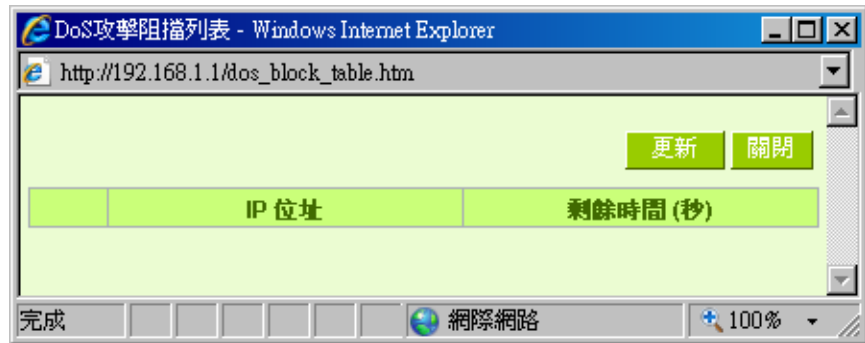 DoS攻擊阻擋列表 - Windows Internet Explorer
http://192.168.1.1/dos_block_table.htm
更新 關閉
IP 位址 剩餘時間 (秒)
完成 網際網路 100%